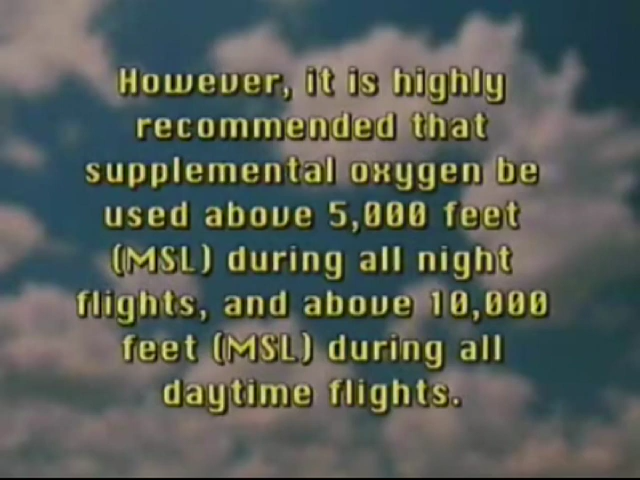 However, it is highly
recommended that
supplemental oxygen be
used above 5,000 feet
(MSL) during all night
flights, and above 10,000
feet (MSL) during all
daytime flights.